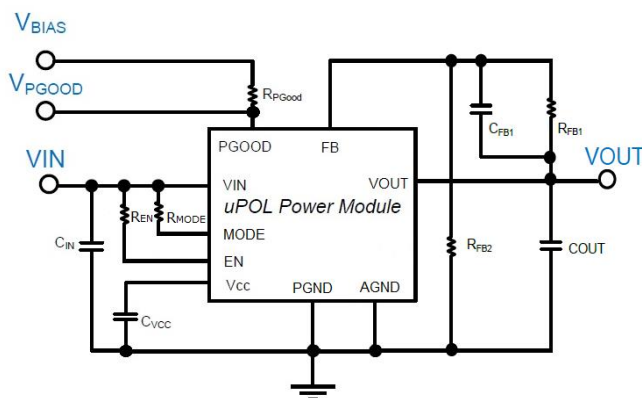 VBIAS
VPGOOD
RPGood
PGOOD
FB
CFB1
RFB1
VIN
VIN
VOUT
VOUT
uPOL Power Module
REN
RMODE
MODE
CIN
EN
RFB2
COUT
Vcc
PGND
AGND
CVCC